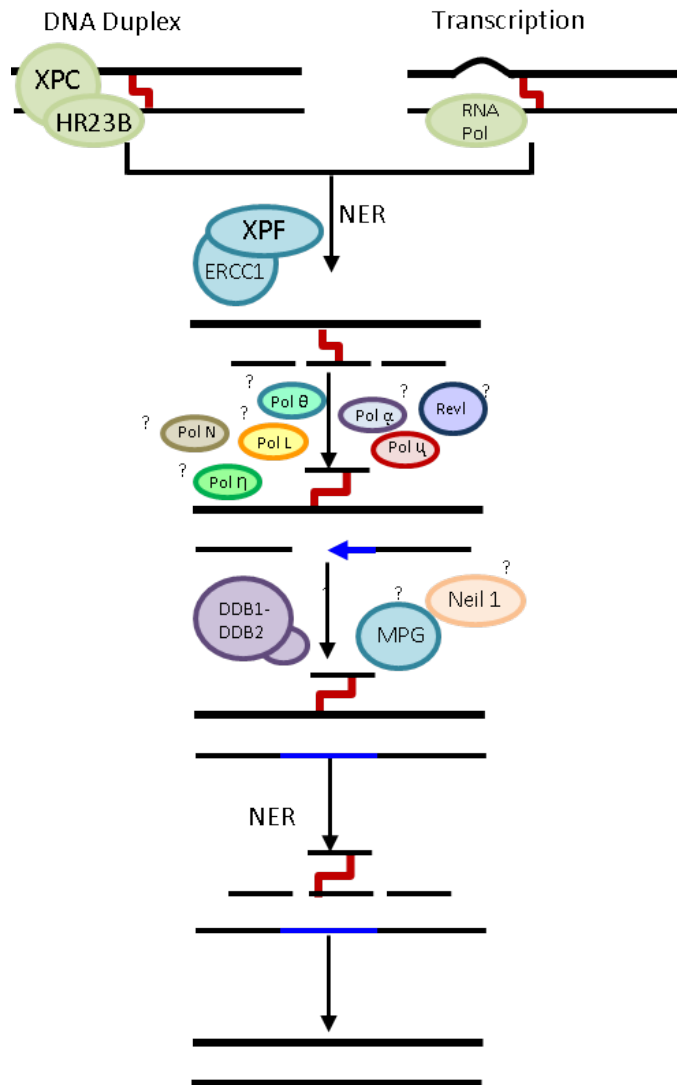 DNA Duplex
Transcription
XPC
HR23B
RNA
Pol
NER
XPF
ERCC1
?
Pol θ
?
Pol α
?
RevI
?
?
Pol N
Pol L
Pol ų
?
Pol η
DDB1-
DDB2
?
MPG
?
Neil 1
NER